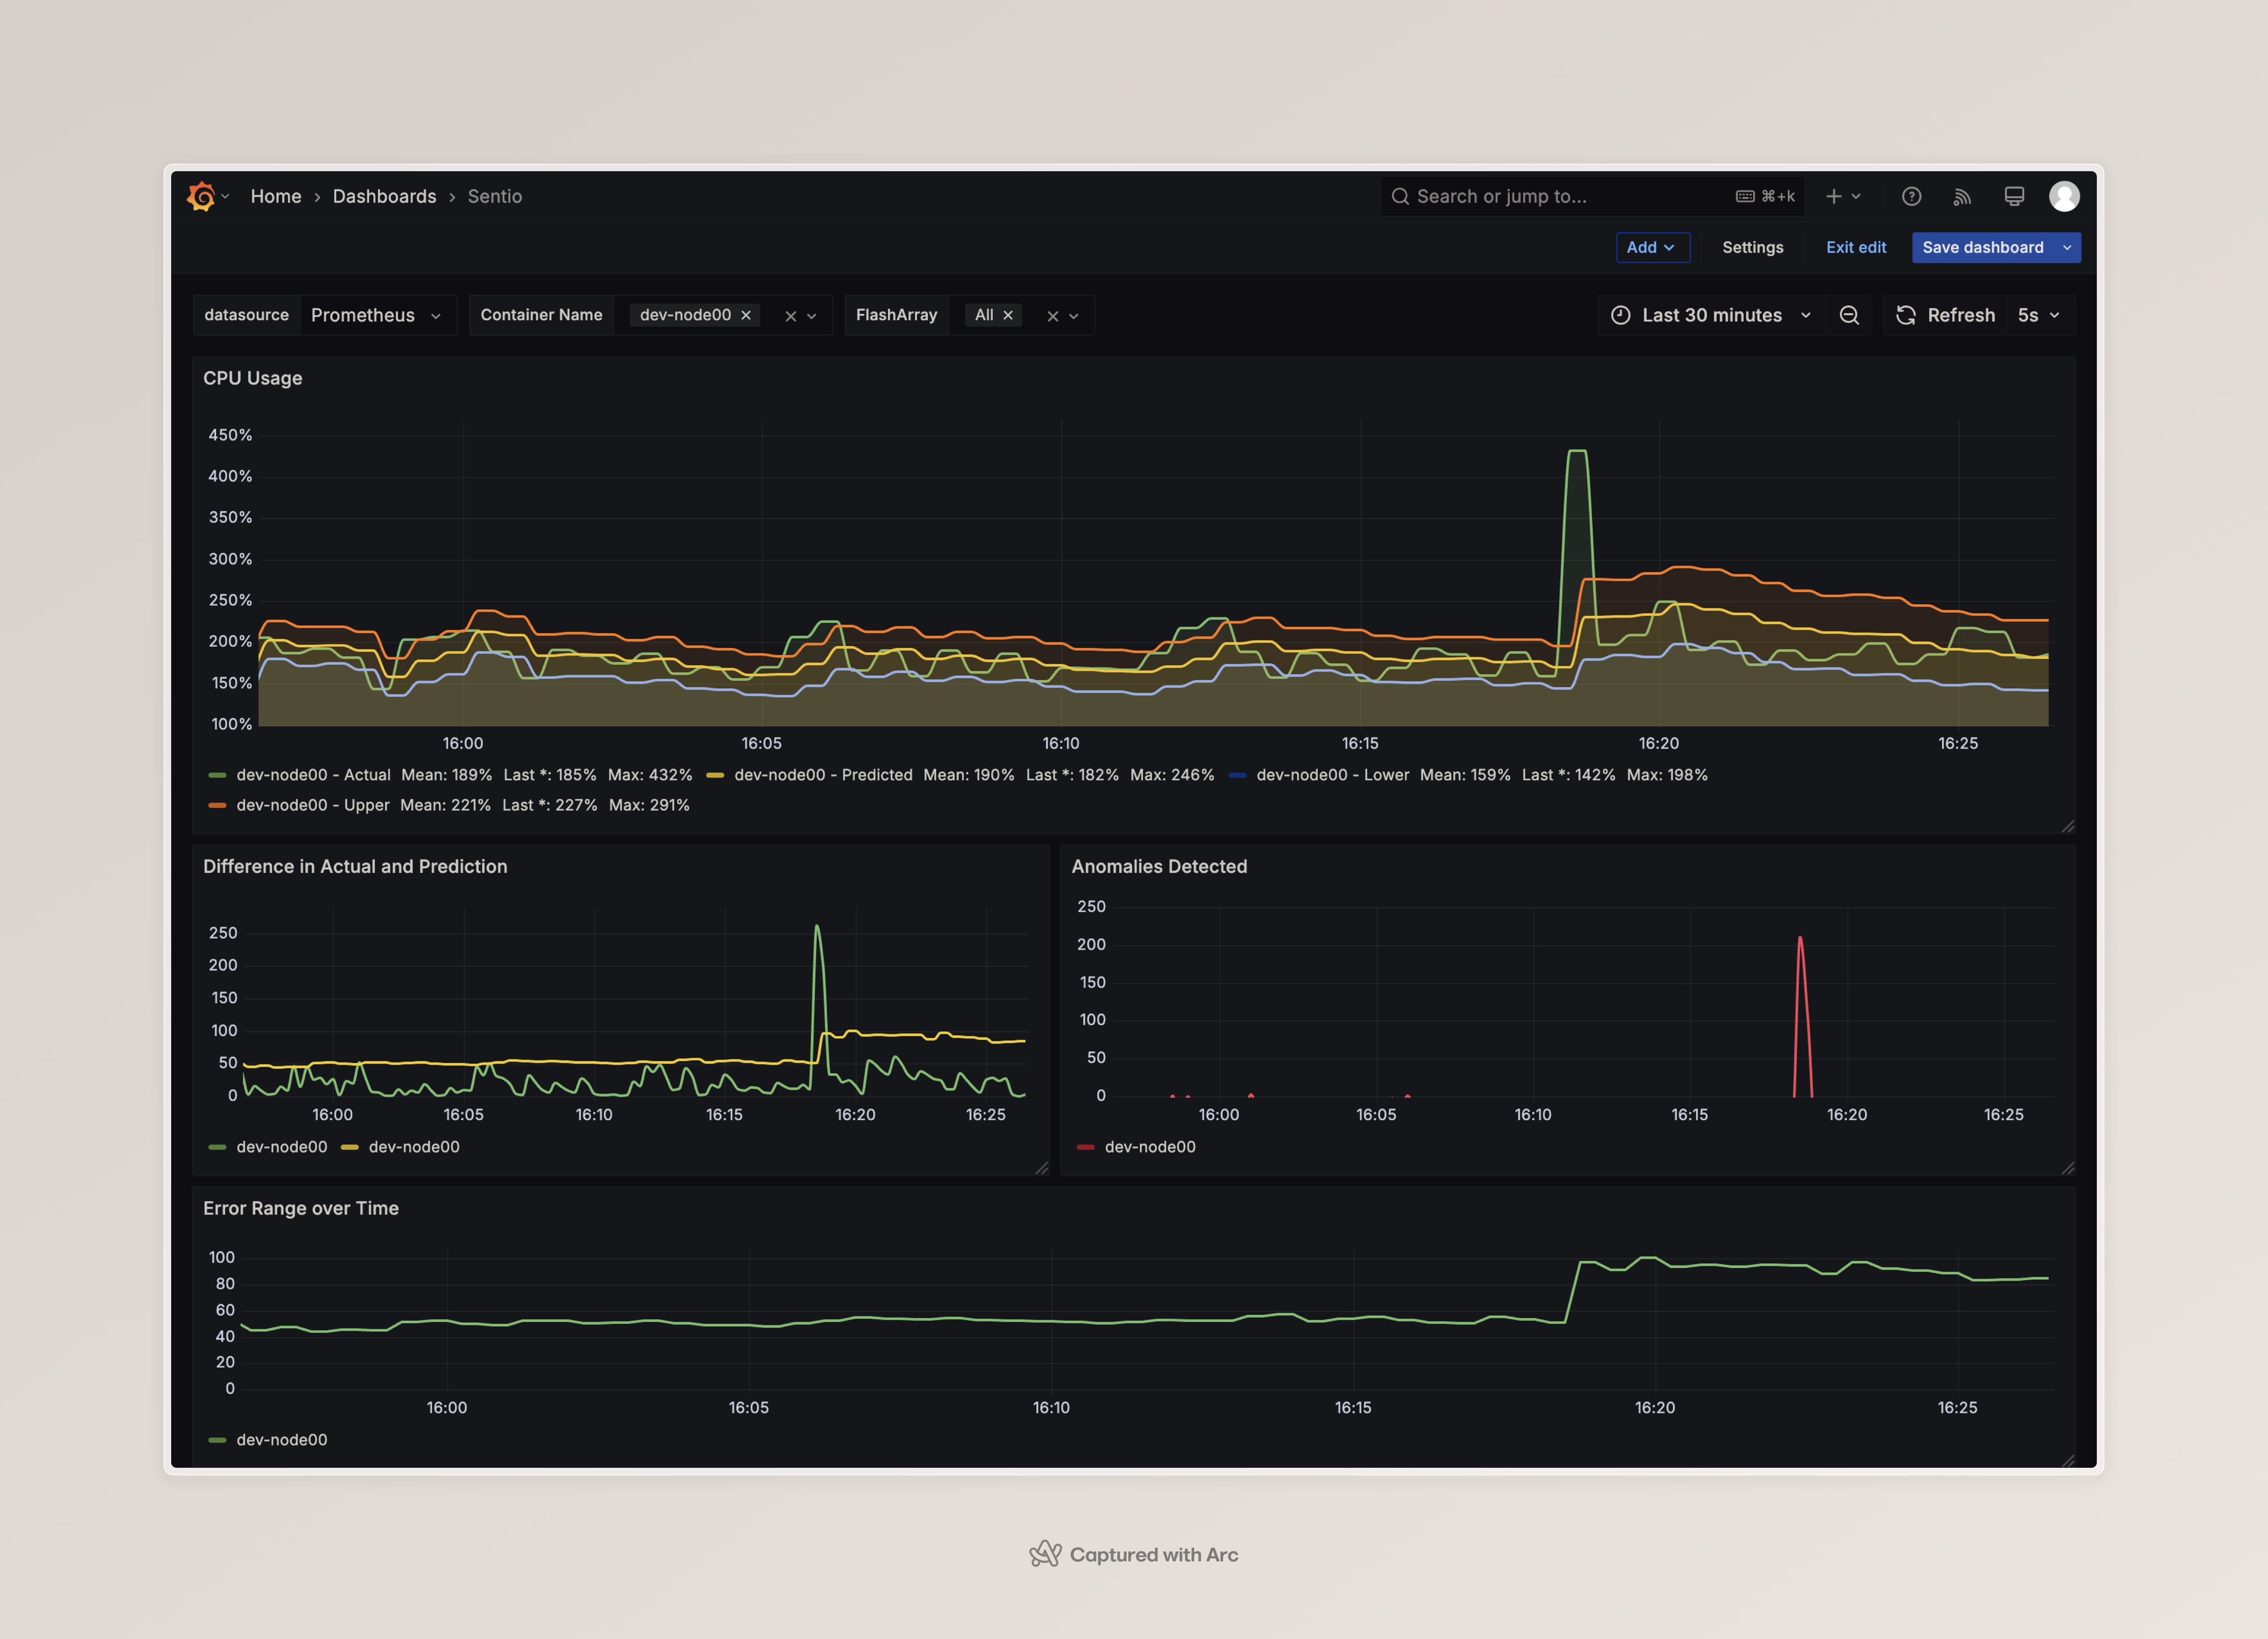 Home › Dashboards › Sentio
Search or jump to... ⌘+k
Add Settings Exit edit Save dashboard
datasource Prometheus Container Name dev-node00 FlashArray All Last 30 minutes Refresh 5s
CPU Usage
450%
400%
350%
300%
250%
200%
150%
100%
16:00 16:05 16:10 16:15 16:20 16:25
dev-node00 - Actual Mean: 189% Last *: 185% Max: 432% dev-node00 - Predicted Mean: 190% Last *: 182% Max: 246% dev-node00 - Lower Mean: 159% Last *: 142% Max: 198%
dev-node00 - Upper Mean: 221% Last *: 227% Max: 291%
Difference in Actual and Prediction
250
200
150
100
50
0
16:00 16:05 16:10 16:15 16:20 16:25
dev-node00 dev-node00
Anomalies Detected
250
200
150
100
50
0
16:00 16:05 16:10 16:15 16:20 16:25
dev-node00
Error Range over Time
100
80
60
40
20
0
16:00 16:05 16:10 16:15 16:20 16:25
dev-node00
Captured with Arc